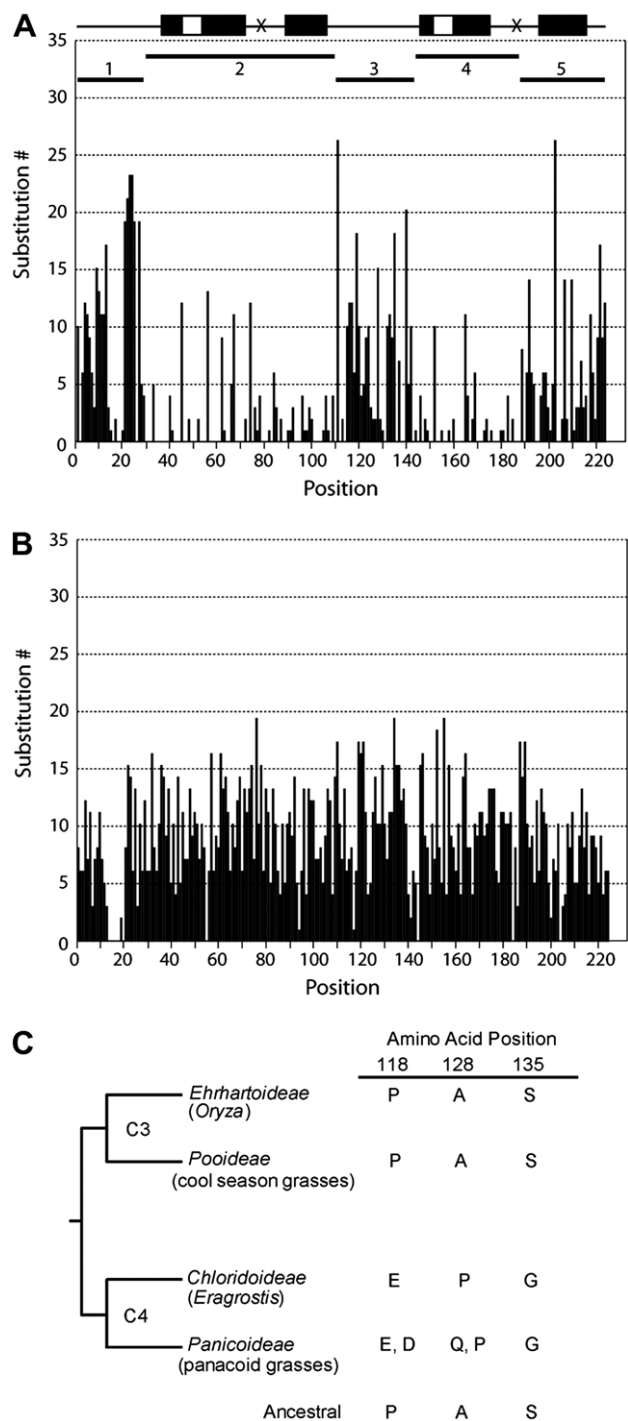 A
X X
1 2 3 4 5
35
30
25
20
15
10
5
0
Substitution #
0 20 40 60 80 100 120 140 160 180 200 220
Position
B
35
30
25
20
15
10
5
0
Substitution #
0 20 40 60 80 100 120 140 160 180 200 220
Position
C
Amino Acid Position
118 128 135
Ehrhartoideae P A S
(Oryza)
C3
Pooideae P A S
(cool season grasses)
Chloridoideae E P G
(Eragrostis)
C4
Panicoideae E, D Q, P G
(panacoid grasses)
Ancestral P A S